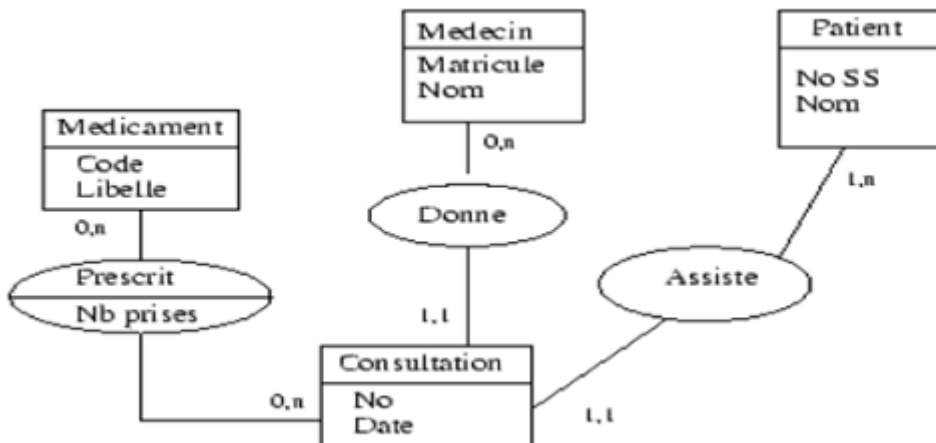 Medecin
Matricule
Nom
0,n
Patient
No SS
Nom
1,n
Medicament
Code
Libelle
0,n
Donne
Assiste
Prescrit
Nb prises
1,1
Consultation
No
Date
0,n
1,1